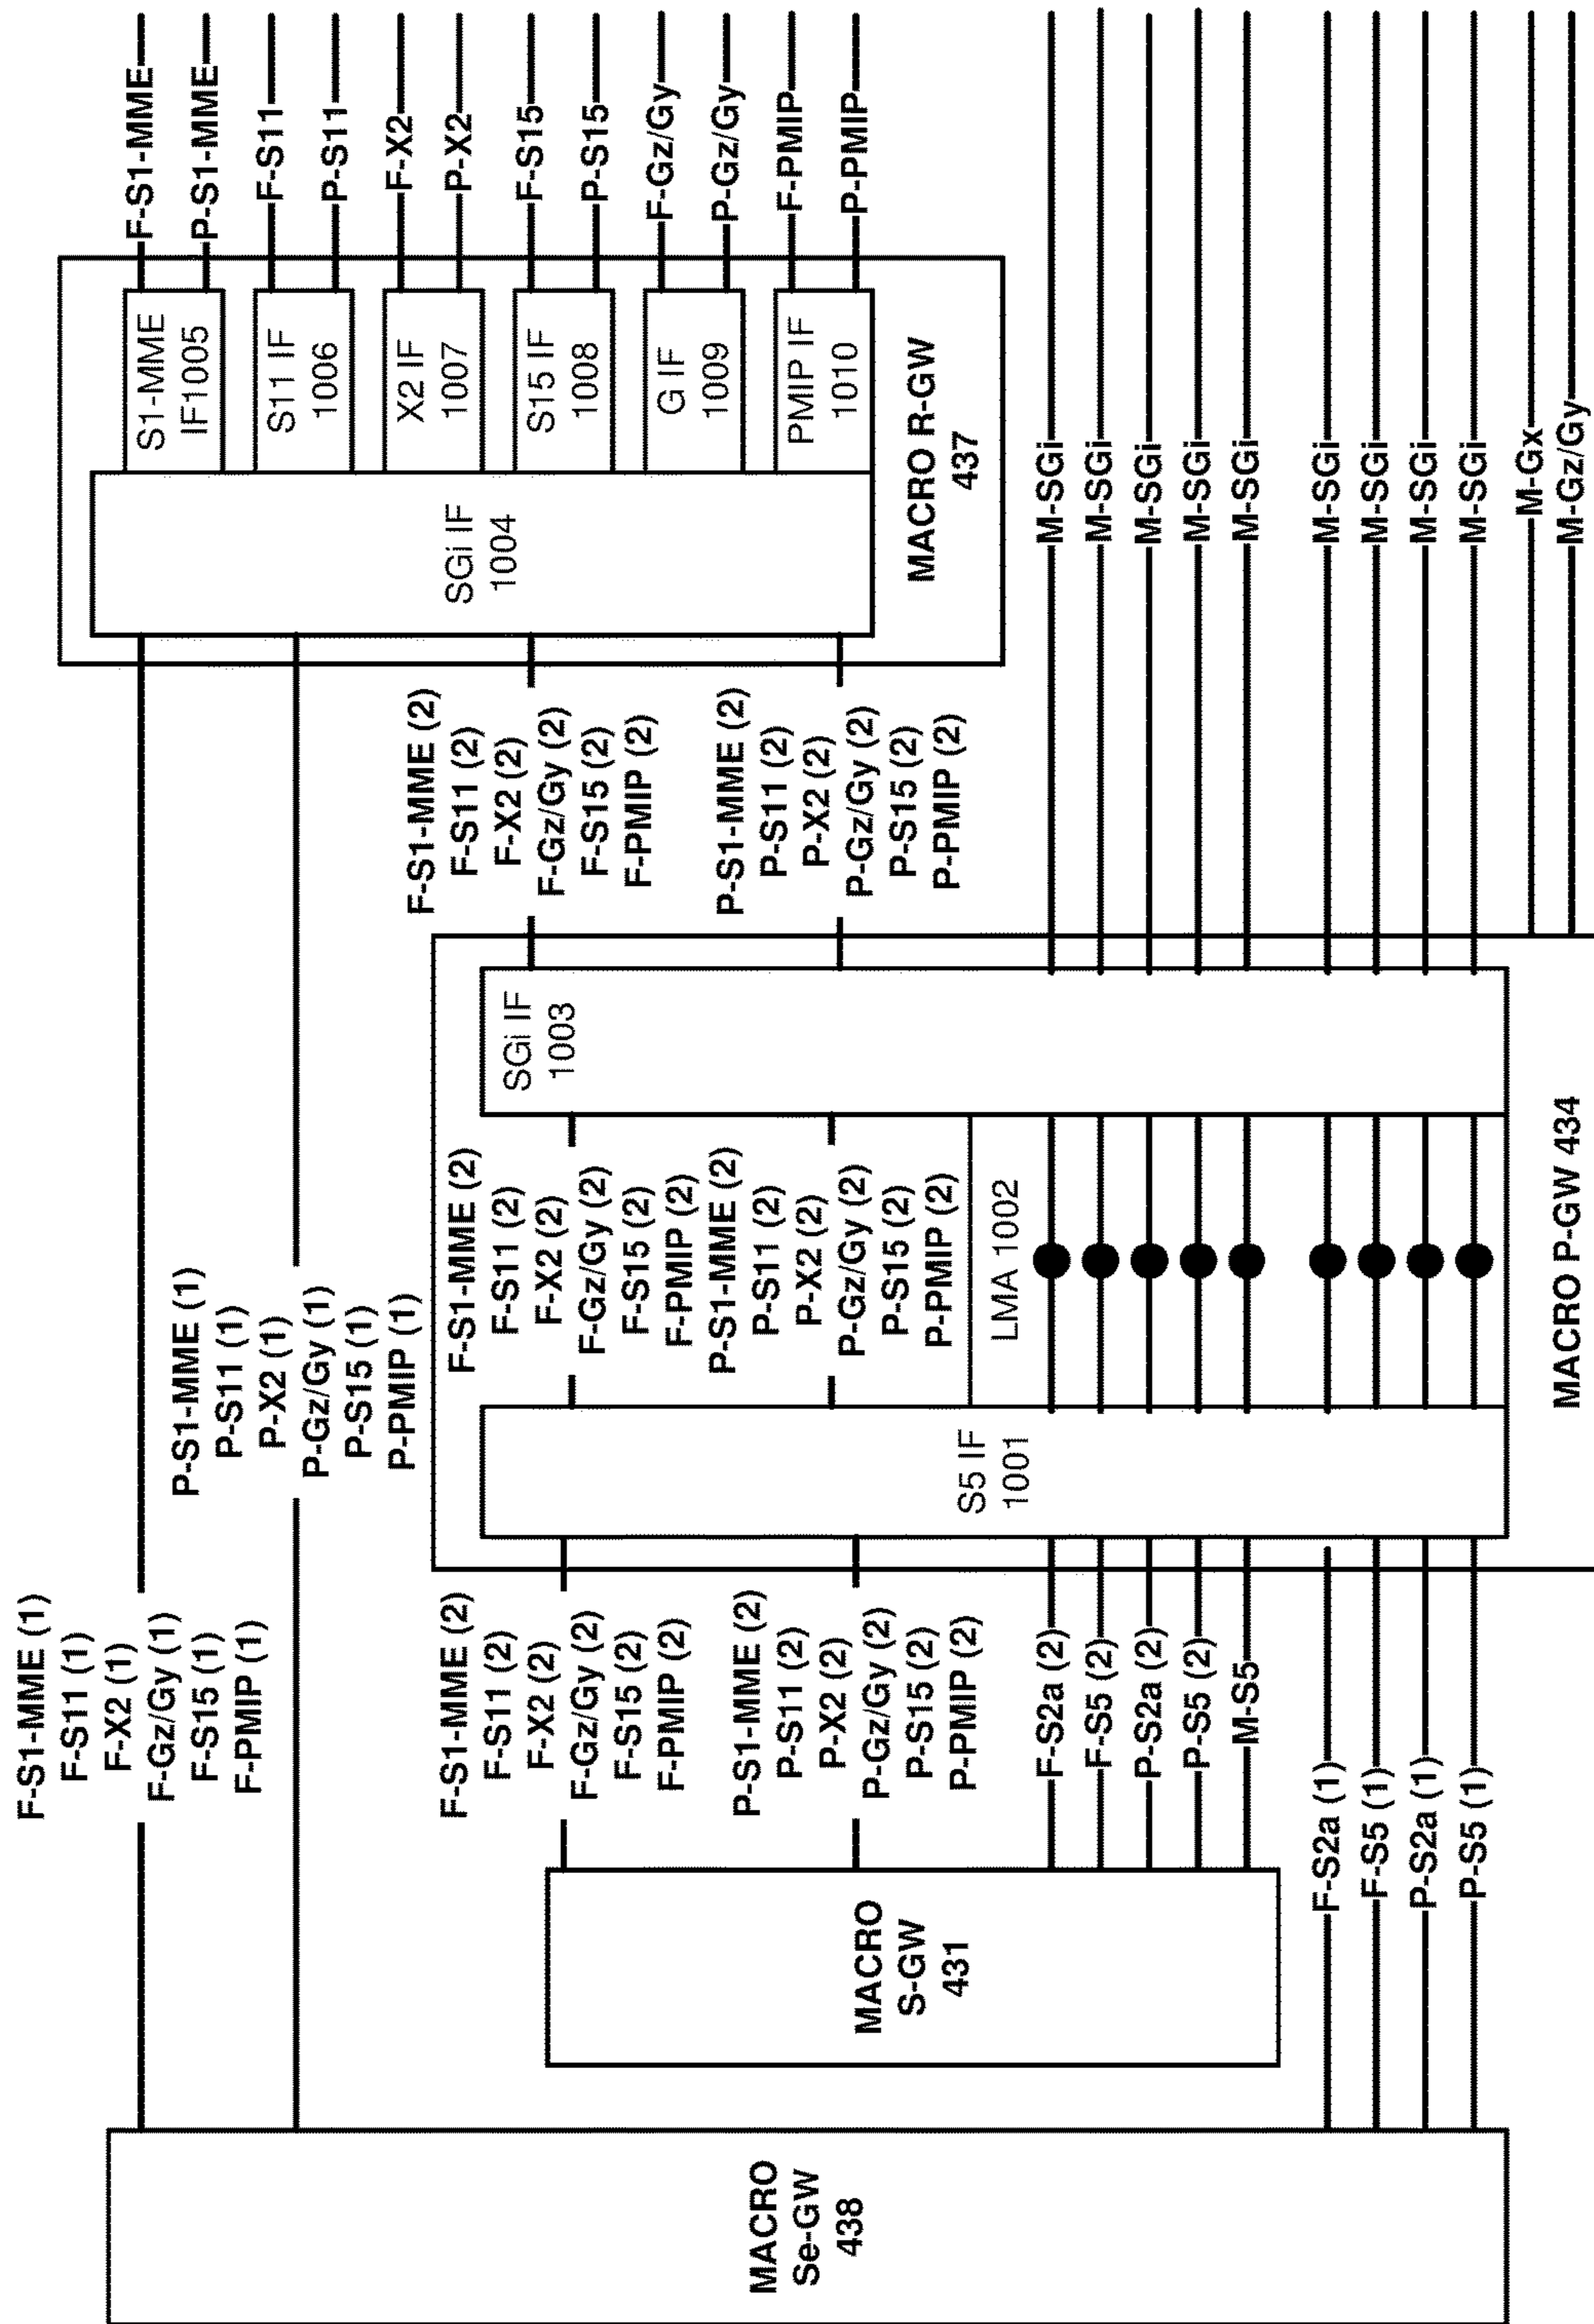 MACRO
Se-GW
438
F-S1-MME (1)
F-S11 (1)
F-X2 (1)
F-Gz/Gy (1)
F-S15 (1)
F-PMIP (1)
P-S1-MME (1)
P-S11 (1)
P-X2 (1)
P-Gz/Gy (1)
P-S15 (1)
P-PMIP (1)
MACRO
S-GW
431
F-S1-MME (2)
F-S11 (2)
F-X2 (2)
F-Gz/Gy (2)
F-S15 (2)
F-PMIP (2)
P-S1-MME (2)
P-S11 (2)
P-X2 (2)
P-Gz/Gy (2)
P-S15 (2)
P-PMIP (2)
F-S2a (2)
F-S5 (2)
P-S2a (2)
P-S5 (2)
M-S5
F-S2a (1)
F-S5 (1)
P-S2a (1)
P-S5 (1)
S5 IF
1001
F-S1-MME (2)
F-S11 (2)
F-X2 (2)
F-Gz/Gy (2)
F-S15 (2)
F-PMIP (2)
P-S1-MME (2)
P-S11 (2)
P-X2 (2)
P-Gz/Gy (2)
P-S15 (2)
P-PMIP (2)
LMA 1002
SGi IF
1003
MACRO P-GW 434
F-S1-MME (2)
F-S11 (2)
F-X2 (2)
F-Gz/Gy (2)
F-S15 (2)
F-PMIP (2)
P-S1-MME (2)
P-S11 (2)
P-X2 (2)
P-Gz/Gy (2)
P-S15 (2)
P-PMIP (2)
SGi IF
1004
S1-MME
IF1005
S11 IF
1006
X2 IF
1007
S15 IF
1008
G IF
1009
PMIP IF
1010
MACRO R-GW
437
F-S1-MME
P-S1-MME
F-S11
P-S11
F-X2
P-X2
F-S15
P-S15
F-Gz/Gy
P-Gz/Gy
F-PMIP
P-PMIP
M-SGi
M-SGi
M-SGi
M-SGi
M-SGi
M-SGi
M-SGi
M-SGi
M-SGi
M-Gx
M-Gz/Gy